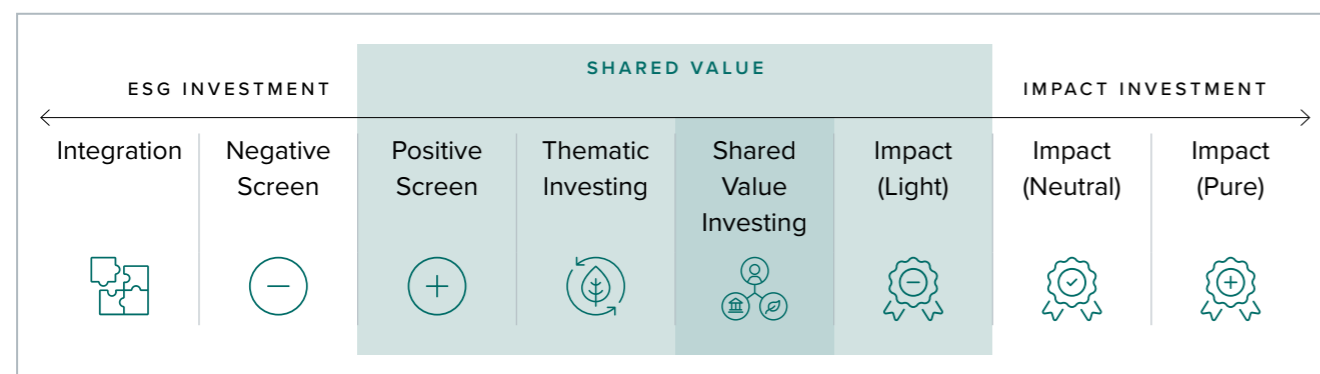 SHARED VALUE
ESG INVESTMENT
IMPACT INVESTMENT
Integration
Negative
Screen
Positive
Screen
Thematic
Investing
Shared
Value
Investing
Impact
(Light)
Impact
(Neutral)
Impact
(Pure)